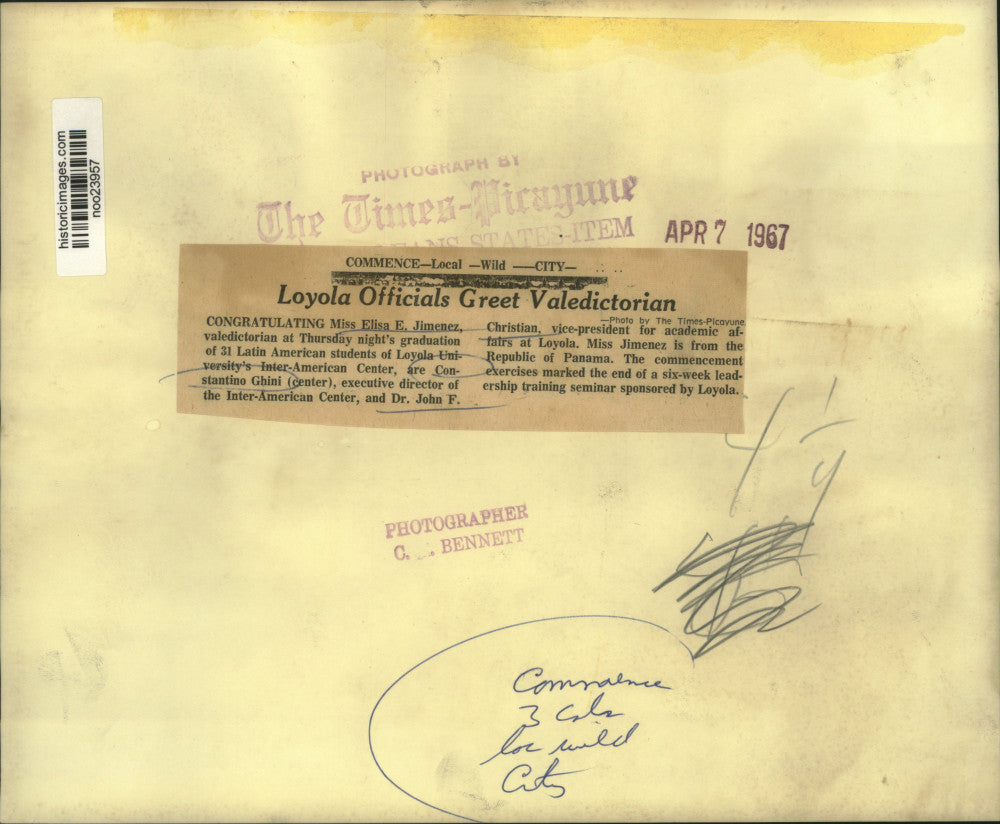 historicimages.com
noo23957
PHOTOGRAPH BY
The Times-Picayune
STATES-ITEM
APR 7 1967
COMMENCE—Local —Wild —CITY—
Loyola Officials Greet Valedictorian
—Photo by The Times-Picayune
CONGRATULATING Miss Elisa E. Jimenez,
valedictorian at Thursday night's graduation
of 31 Latin American students of Loyola Uni-
versity's Inter-American Center, are Con-
stantino Ghini (center), executive director of
the Inter-American Center, and Dr. John F.
Christian, vice-president for academic af-
fairs at Loyola. Miss Jimenez is from the
Republic of Panama. The commencement
exercises marked the end of a six-week lead-
ership training seminar sponsored by Loyola.
PHOTOGRAPHER
C. BENNETT
3 Cols
loc wild
City